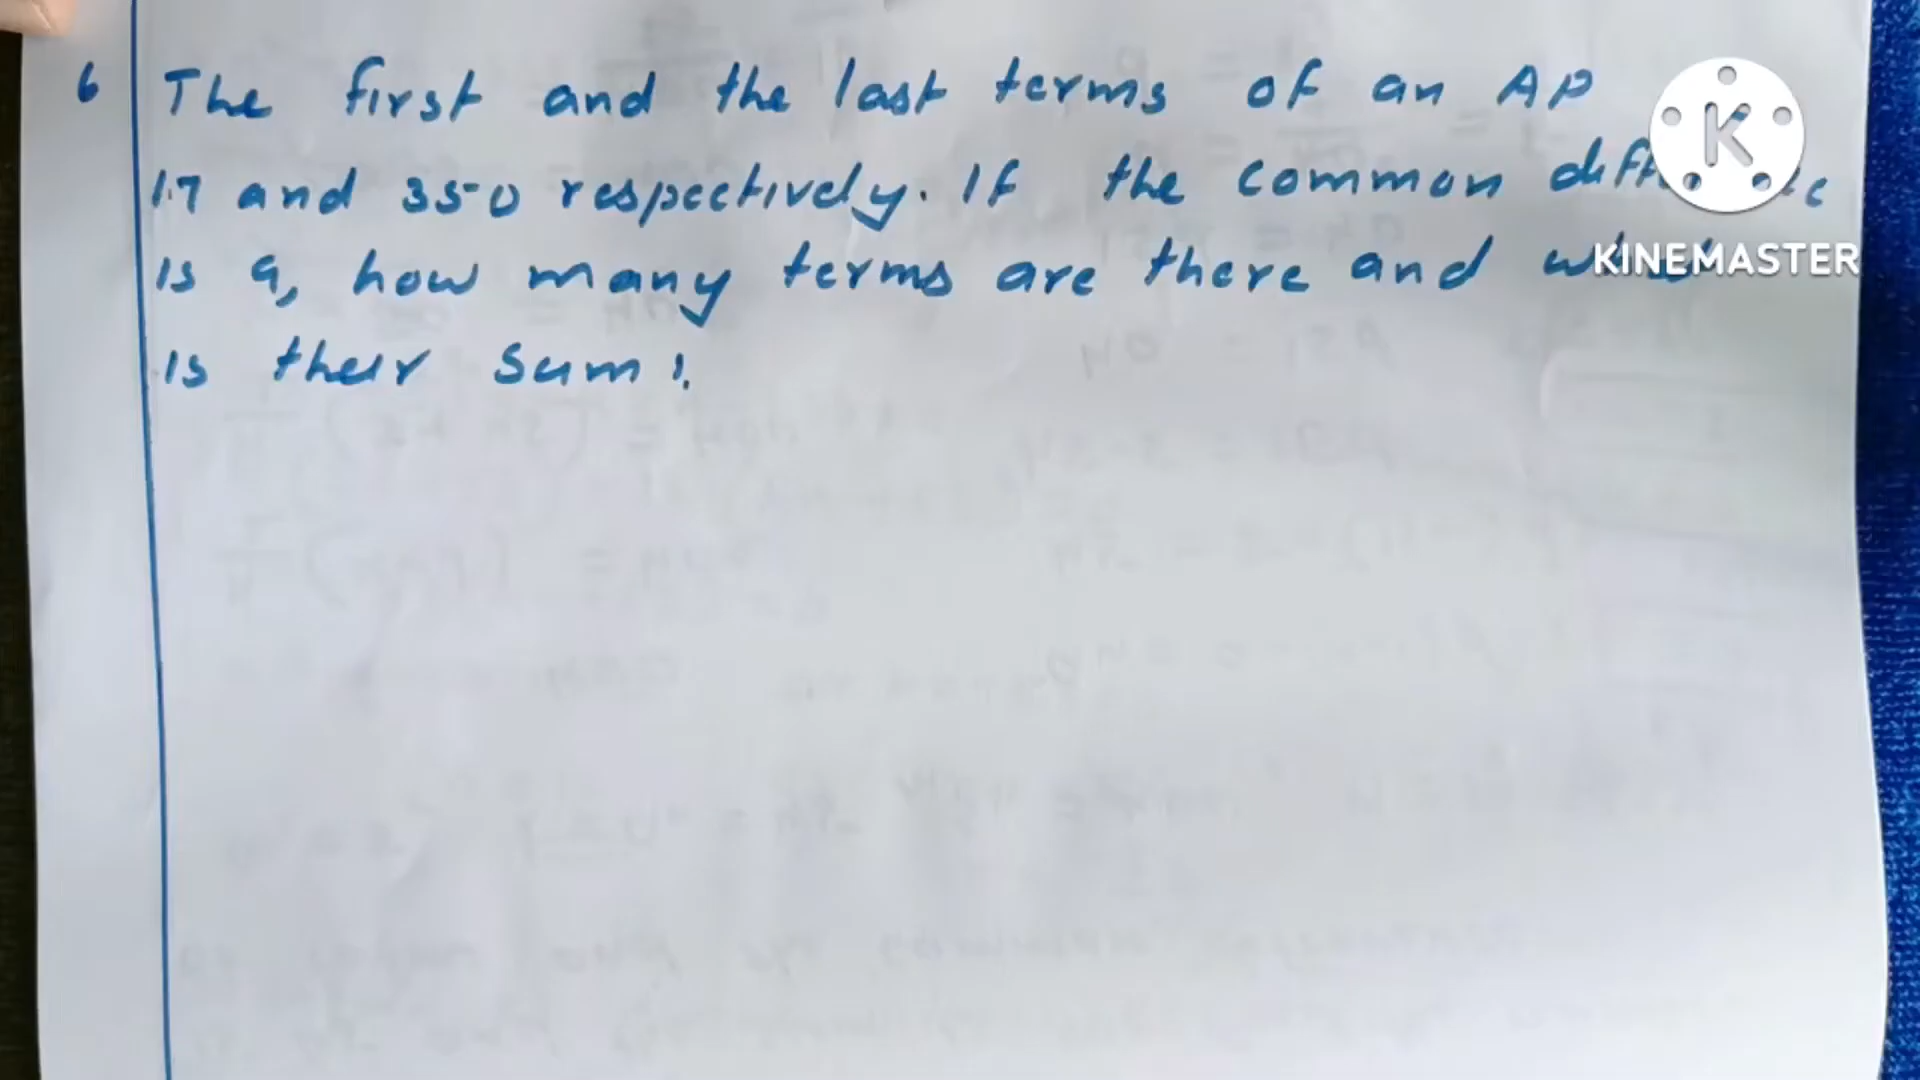 6 The first and the last terms of an AP
17 and 350 respectively. If the common
is 9, how many terms are there and
is their sum?
K
KINEMASTER